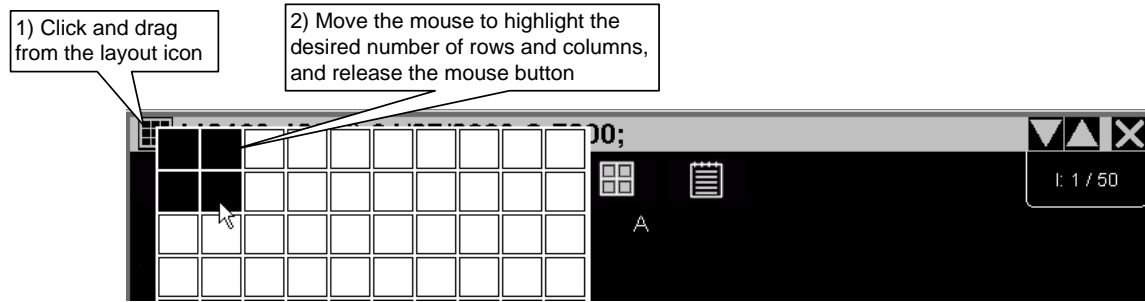 1) Click and drag
from the layout icon
2) Move the mouse to highlight the
desired number of rows and columns,
and release the mouse button
00;
I: 1 / 50
A